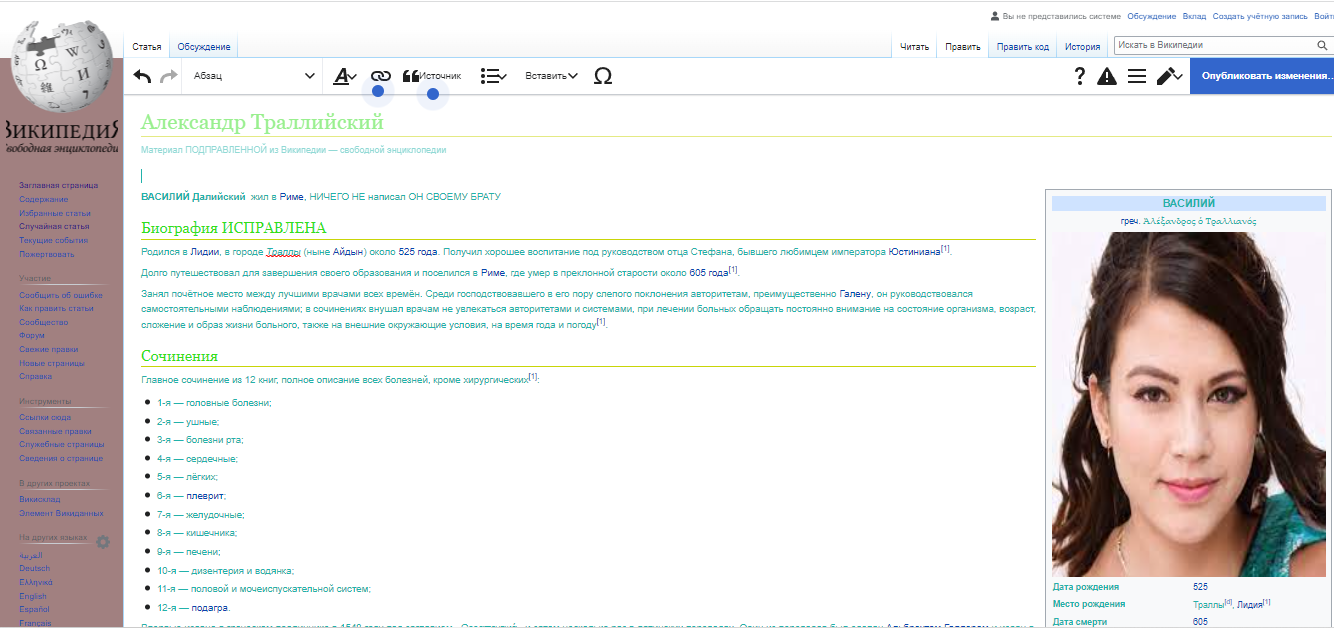 Вы не представились системе Обсуждение Вклад Создать учётную запись Войт
Статья Обсуждение Читать Править Править код История Искать в Википедии
Абзац A Источник Вставить Ω ? Опубликовать изменения…
ВИКИПЕДИЯ
Свободная энциклопедия
Александр Траллийский
Материал ПОДПРАВЛЕННОЙ из Википедии — свободной энциклопедии
ВАСИЛИЙ Далийский жил в Риме, НИЧЕГО НЕ написал ОН СВОЕМУ БРАТУ
Биография ИСПРАВЛЕНА
Родился в Лидии, в городе Траллы (ныне Айдын) около 525 года. Получил хорошее воспитание под руководством отца Стефана, бывшего любимцем императора Юстиниана[1].
Долго путешествовал для завершения своего образования и поселился в Риме, где умер в преклонной старости около 605 года[1].
Занял почётное место между лучшими врачами всех времён. Среди господствовавшего в его пору слепого поклонения авторитетам, преимущественно Галену, он руководствовался
самостоятельными наблюдениями; в сочинениях внушал врачам не увлекаться авторитетами и системами, при лечении больных обращать постоянно внимание на состояние организма, возраст,
сложение и образ жизни больного, также на внешние окружающие условия, на время года и погоду[1].
Сочинения
Главное сочинение из 12 книг, полное описание всех болезней, кроме хирургических[1]:
1-я — головные болезни;
2-я — ушные;
3-я — болезни рта;
4-я — сердечные;
5-я — лёгких;
6-я — плеврит;
7-я — желудочные;
8-я — кишечника;
9-я — печени;
10-я — дизентерия и водянка;
11-я — половой и мочеиспускательной систем;
12-я — подагра.
ВАСИЛИЙ
греч. Ἀλέξανδρος ὁ Τραλλιανός
Дата рождения 525
Место рождения Траллы[d], Лидия[1]
Дата смерти 605
Заглавная страница
Содержание
Избранные статьи
Случайная статья
Текущие события
Пожертвовать
Участие
Сообщить об ошибке
Как править статьи
Сообщество
Форум
Свежие правки
Новые страницы
Справка
Инструменты
Ссылки сюда
Связанные правки
Служебные страницы
Сведения о странице
В других проектах
Викисклад
Элемент Викиданных
На других языках
العربية
Deutsch
Ελληνικά
English
Español
Français